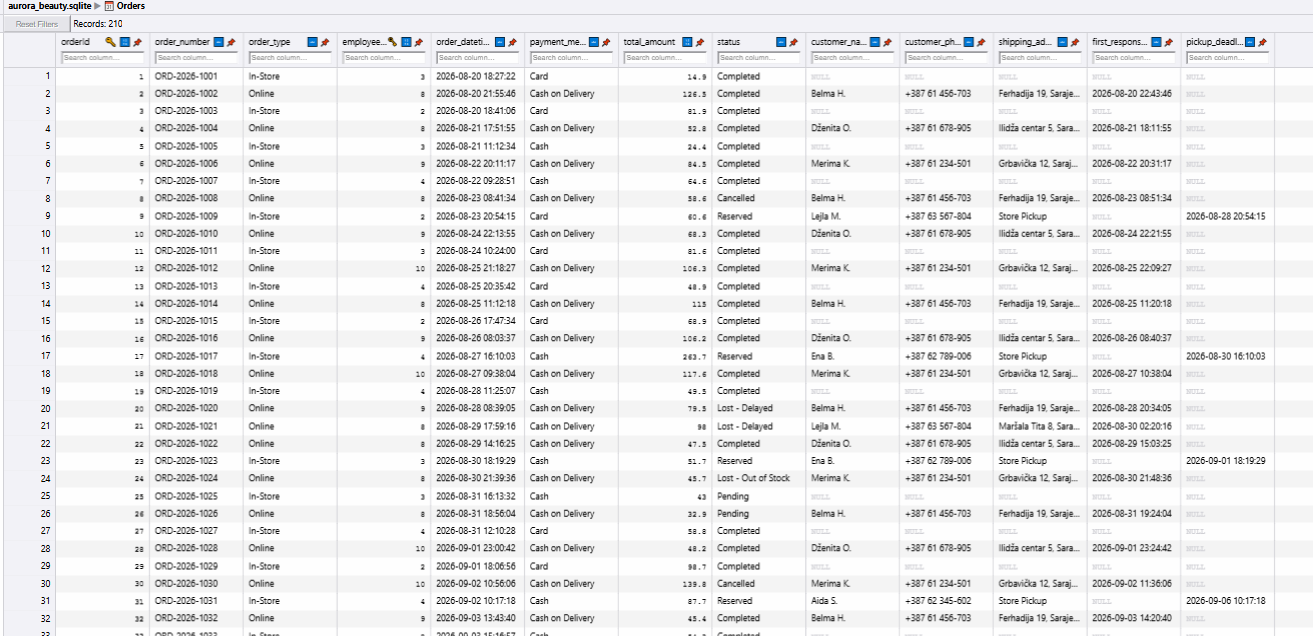 aurora_beauty.sqlite ▶ Orders
Reset Filters Records: 210
orderId order_number order_type employee... order_dateti... payment_me... total_amount status customer_na... customer_ph... shipping_ad... first_respons... pickup_deadl...
Search column... Search column... Search column... Search column... Search column... Search column... Search column... Search column... Search column... Search column... Search column... Search column... Search column...
1 1 ORD-2026-1001 In-Store 3 2026-08-20 18:27:22 Card 14.9 Completed NULL NULL NULL NULL NULL
2 2 ORD-2026-1002 Online 8 2026-08-20 21:55:46 Cash on Delivery 126.5 Completed Belma H. +387 61 456-703 Ferhadija 19, Saraje... 2026-08-20 22:43:46 NULL
3 3 ORD-2026-1003 In-Store 2 2026-08-20 18:41:06 Card 81.9 Completed NULL NULL NULL NULL NULL
4 4 ORD-2026-1004 Online 8 2026-08-21 17:51:55 Cash on Delivery 52.8 Completed Dženita O. +387 61 678-905 Ilidža centar 5, Sara... 2026-08-21 18:11:55 NULL
5 5 ORD-2026-1005 In-Store 3 2026-08-21 11:12:34 Cash 24.4 Completed NULL NULL NULL NULL NULL
6 6 ORD-2026-1006 Online 9 2026-08-22 20:11:17 Cash on Delivery 84.5 Completed Merima K. +387 61 234-501 Grbavička 12, Saraj... 2026-08-22 20:31:17 NULL
7 7 ORD-2026-1007 In-Store 4 2026-08-22 09:28:51 Cash 64.6 Completed NULL NULL NULL NULL NULL
8 8 ORD-2026-1008 Online 8 2026-08-23 08:41:34 Cash on Delivery 58.6 Cancelled Belma H. +387 61 456-703 Ferhadija 19, Saraje... 2026-08-23 08:51:34 NULL
9 9 ORD-2026-1009 In-Store 2 2026-08-23 20:54:15 Card 60.6 Reserved Lejla M. +387 63 567-804 Store Pickup NULL 2026-08-28 20:54:15
10 10 ORD-2026-1010 Online 9 2026-08-24 22:13:55 Cash on Delivery 68.3 Completed Dženita O. +387 61 678-905 Ilidža centar 5, Sara... 2026-08-24 22:21:55 NULL
11 11 ORD-2026-1011 In-Store 3 2026-08-24 10:24:00 Card 81.6 Completed NULL NULL NULL NULL NULL
12 12 ORD-2026-1012 Online 10 2026-08-25 21:18:27 Cash on Delivery 106.3 Completed Merima K. +387 61 234-501 Grbavička 12, Saraj... 2026-08-25 22:09:27 NULL
13 13 ORD-2026-1013 In-Store 4 2026-08-25 20:35:42 Card 48.9 Completed NULL NULL NULL NULL NULL
14 14 ORD-2026-1014 Online 8 2026-08-25 11:12:18 Cash on Delivery 115 Completed Belma H. +387 61 456-703 Ferhadija 19, Saraje... 2026-08-25 11:20:18 NULL
15 15 ORD-2026-1015 In-Store 2 2026-08-26 17:47:34 Card 68.9 Completed NULL NULL NULL NULL NULL
16 16 ORD-2026-1016 Online 9 2026-08-26 08:03:37 Cash on Delivery 106.2 Completed Dženita O. +387 61 678-905 Ilidža centar 5, Sara... 2026-08-26 08:40:37 NULL
17 17 ORD-2026-1017 In-Store 4 2026-08-27 16:10:03 Cash 263.7 Reserved Ena B. +387 62 789-006 Store Pickup NULL 2026-08-30 16:10:03
18 18 ORD-2026-1018 Online 10 2026-08-27 09:38:04 Cash on Delivery 117.6 Completed Merima K. +387 61 234-501 Grbavička 12, Saraj... 2026-08-27 10:38:04 NULL
19 19 ORD-2026-1019 In-Store 4 2026-08-28 11:25:07 Cash 49.5 Completed NULL NULL NULL NULL NULL
20 20 ORD-2026-1020 Online 9 2026-08-28 08:39:05 Cash on Delivery 79.5 Lost - Delayed Belma H. +387 61 456-703 Ferhadija 19, Saraje... 2026-08-28 20:34:05 NULL
21 21 ORD-2026-1021 Online 8 2026-08-29 17:59:16 Cash on Delivery 98 Lost - Delayed Lejla M. +387 63 567-804 Maršala Tita 8, Sara... 2026-08-30 02:20:16 NULL
22 22 ORD-2026-1022 Online 8 2026-08-29 14:16:25 Cash on Delivery 47.5 Completed Dženita O. +387 61 678-905 Ilidža centar 5, Sara... 2026-08-29 15:03:25 NULL
23 23 ORD-2026-1023 In-Store 3 2026-08-30 18:19:29 Cash 51.7 Reserved Ena B. +387 62 789-006 Store Pickup NULL 2026-09-01 18:19:29
24 24 ORD-2026-1024 Online 8 2026-08-30 21:39:36 Cash on Delivery 45.7 Lost - Out of Stock Merima K. +387 61 234-501 Grbavička 12, Saraj... 2026-08-30 21:48:36 NULL
25 25 ORD-2026-1025 In-Store 3 2026-08-31 16:13:32 Cash 43 Pending NULL NULL NULL NULL NULL
26 26 ORD-2026-1026 Online 8 2026-08-31 18:56:04 Cash on Delivery 32.9 Pending Belma H. +387 61 456-703 Ferhadija 19, Saraje... 2026-08-31 19:24:04 NULL
27 27 ORD-2026-1027 In-Store 4 2026-08-31 12:10:28 Card 58.8 Completed NULL NULL NULL NULL NULL
28 28 ORD-2026-1028 Online 10 2026-09-01 23:00:42 Cash on Delivery 48.2 Completed Dženita O. +387 61 678-905 Ilidža centar 5, Sara... 2026-09-01 23:24:42 NULL
29 29 ORD-2026-1029 In-Store 2 2026-09-01 18:06:56 Card 98.7 Completed NULL NULL NULL NULL NULL
30 30 ORD-2026-1030 Online 10 2026-09-02 10:56:06 Cash on Delivery 139.8 Cancelled Merima K. +387 61 234-501 Grbavička 12, Saraj... 2026-09-02 11:36:06 NULL
31 31 ORD-2026-1031 In-Store 4 2026-09-02 10:17:18 Cash 87.7 Reserved Aida S. +387 62 345-602 Store Pickup NULL 2026-09-06 10:17:18
32 32 ORD-2026-1032 Online 9 2026-09-03 13:43:40 Cash on Delivery 45.4 Completed Belma H. +387 61 456-703 Ferhadija 19, Saraje... 2026-09-03 14:20:40 NULL